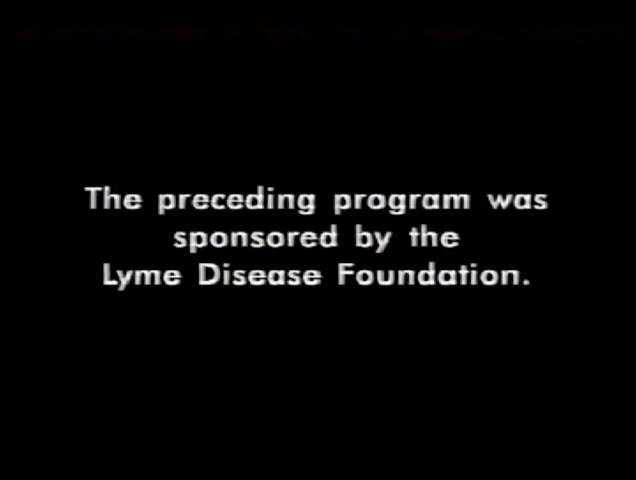 The preceding program was
sponsored by the
Lyme Disease Foundation.